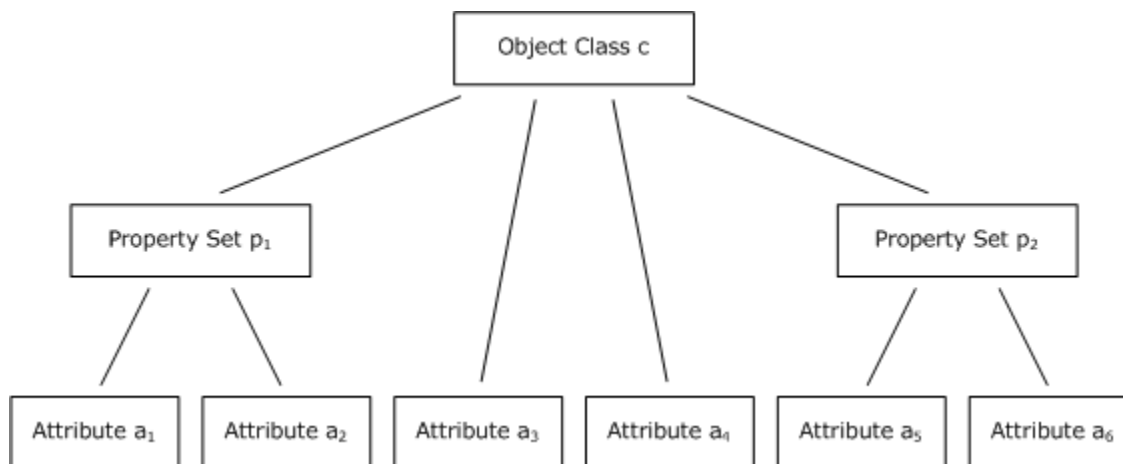 Object Class c
Property Set p₁
Property Set p₂
Attribute a₁
Attribute a₂
Attribute a₃
Attribute a₄
Attribute a₅
Attribute a₆